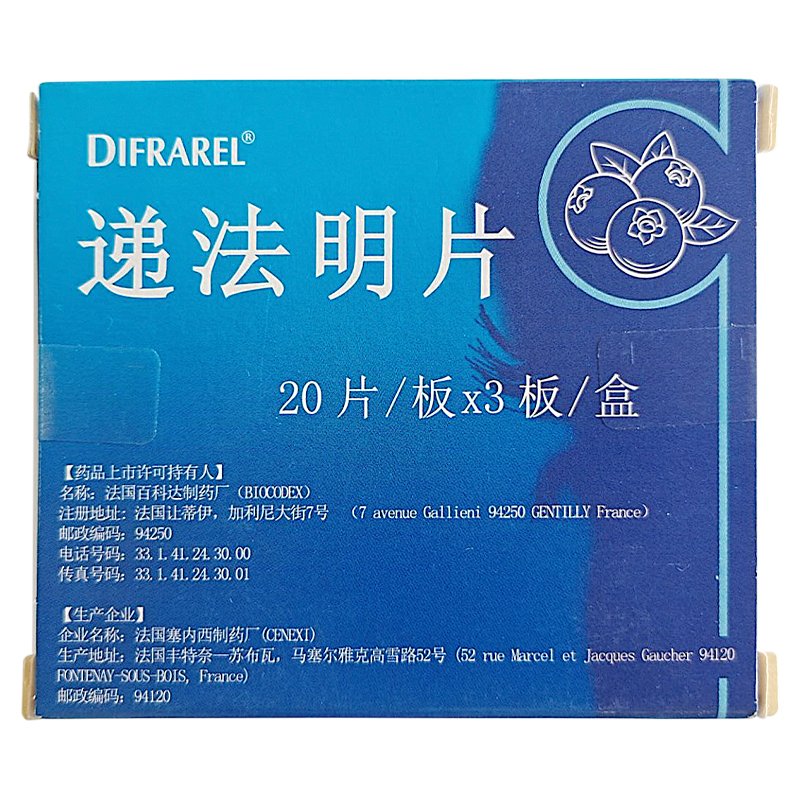 DIFRAREL®
递法明片
20片/板x3板/盒
【药品上市许可持有人】
名称：法国百科达制药厂（BIOCODEX）
注册地址：法国让蒂伊，加利尼大街7号 （7 avenue Gallieni 94250 GENTILLY France）
邮政编码：94250
电话号码：33.1.41.24.30.00
传真号码：33.1.41.24.30.01
【生产企业】
企业名称：法国塞内西制药厂(CENEXI)
生产地址：法国丰特奈—苏布瓦，马塞尔雅克高雪路52号 (52 rue Marcel et Jacques Gaucher 94120
FONTENAY-SOUS-BOIS, France)
邮政编码：94120